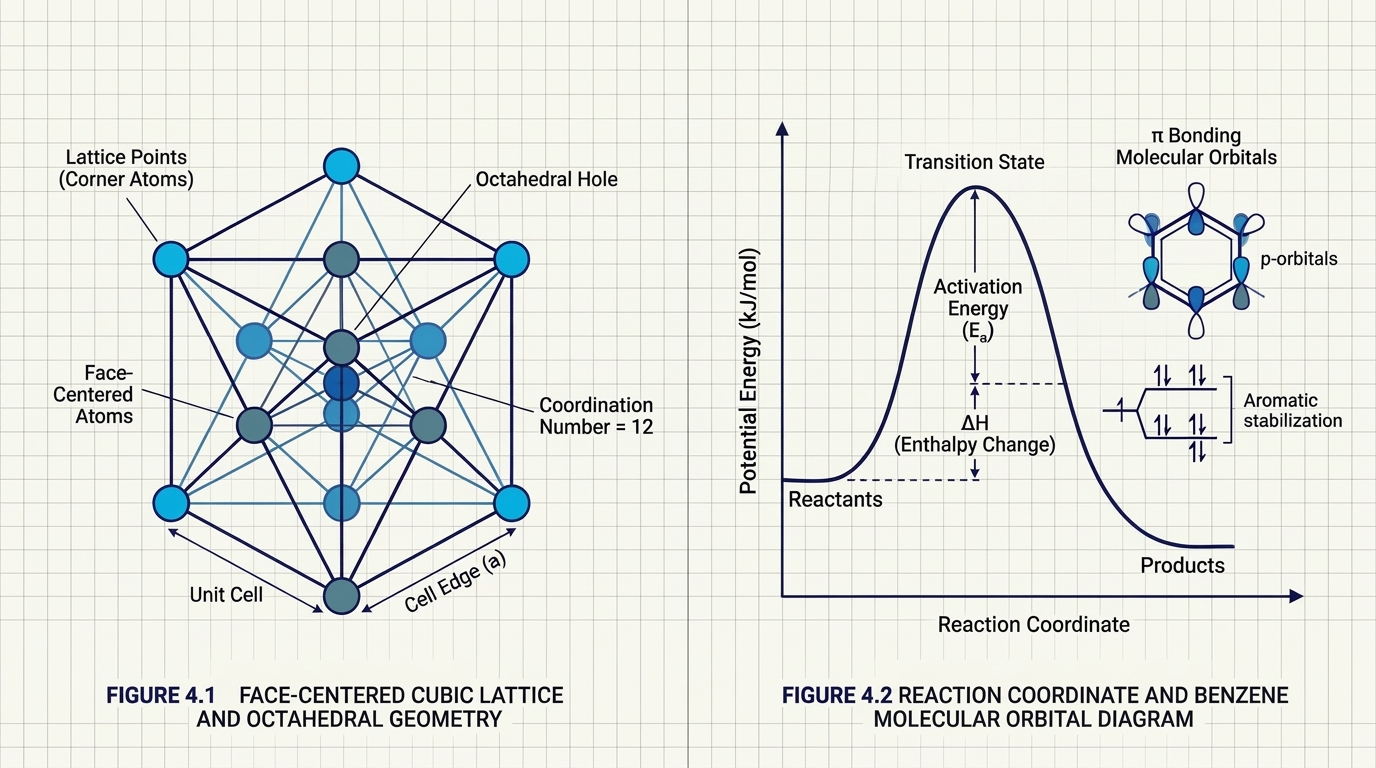 Lattice Points
(Corner Atoms)
Octahedral Hole
Face-
Centered
Atoms
Coordination
Number = 12
Unit Cell
Cell Edge (a)
FIGURE 4.1 FACE-CENTERED CUBIC LATTICE
AND OCTAHEDRAL GEOMETRY
Potential Energy (kJ/mol)
Transition State
Activation
Energy
(Eₐ)
ΔH
(Enthalpy Change)
Reactants
Products
Reaction Coordinate
π Bonding
Molecular Orbitals
p-orbitals
Aromatic
stabilization
FIGURE 4.2 REACTION COORDINATE AND BENZENE
MOLECULAR ORBITAL DIAGRAM